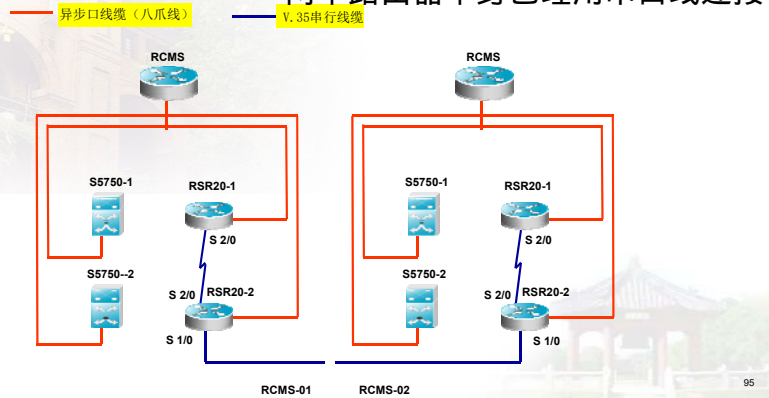 异步口线缆（八爪线）
V.35串行线缆
RCMS
RCMS
S5750-1
RSR20-1
S5750-1
RSR20-1
S 2/0
S 2/0
S5750--2
S 2/0
RSR20-2
S5750-2
S 2/0
RSR20-2
S 1/0
S 1/0
RCMS-01
RCMS-02
95